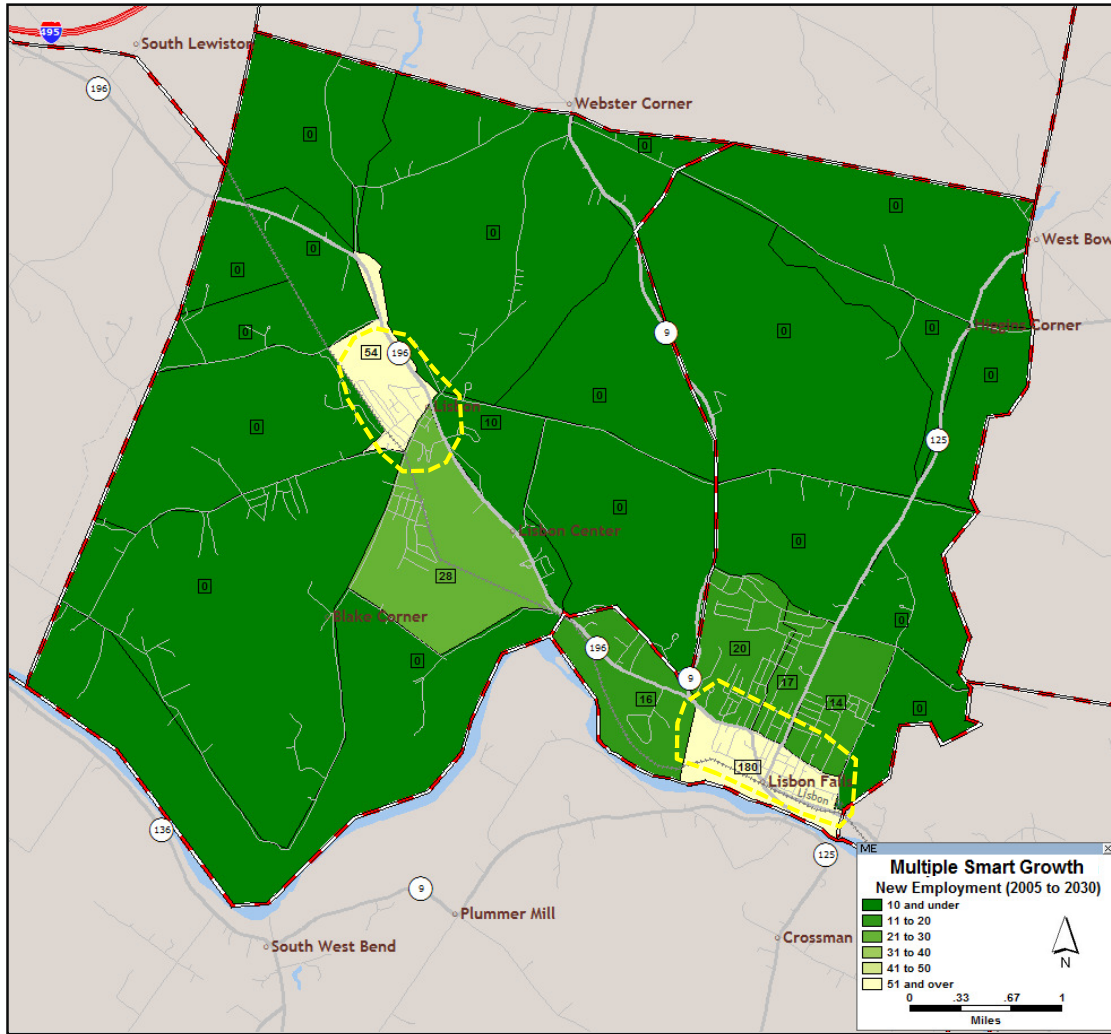 495
South Lewiston
196
Webster Corner
0
0
0
0
West Bow
0
0
0
0
9
0
Higgins Corner
54
196
0
0
Lisbon
10
0
125
0
Lisbon Center
0
28
0
Blake Corner
0
0
196
20
9
17
14
16
0
180
Lisbon Falls
Lisbon
136
125
9
Plummer Mill
Crossman
South West Bend
ME
Multiple Smart Growth
New Employment (2005 to 2030)
10 and under
11 to 20
21 to 30
31 to 40
41 to 50
51 and over
N
0 .33 .67 1
Miles